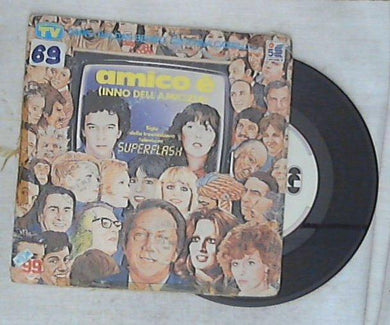 TV
69
amico è
(INNO DELL'AMICIZIA)
Sigla
della trasmissione
televisiva
SUPERFLASH
99